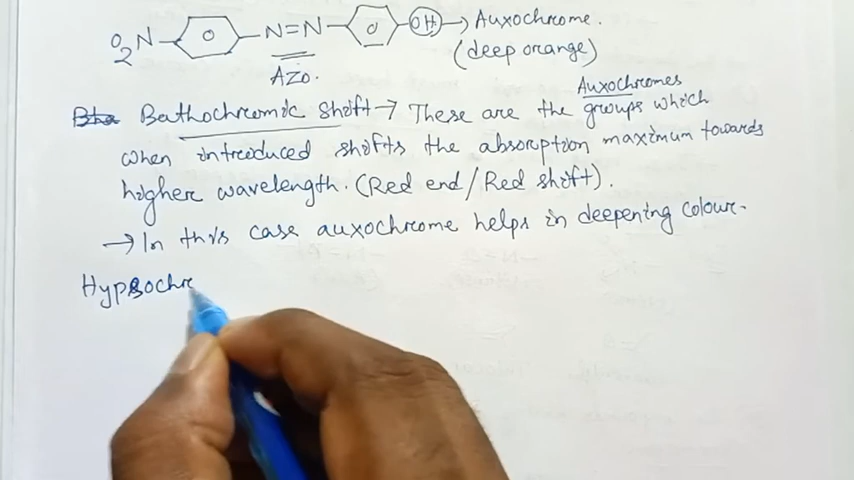 O2N- -N=N- -OH → Auxochrome.
(deep orange)
Azo.
Auxochromes
Bathochromic shift → These are the groups which
when introduced shifts the absorption maximum towards
higher wavelength. (Red end/Red shift).
→ In this case auxochrome helps in deepening colour.
Hypsochr